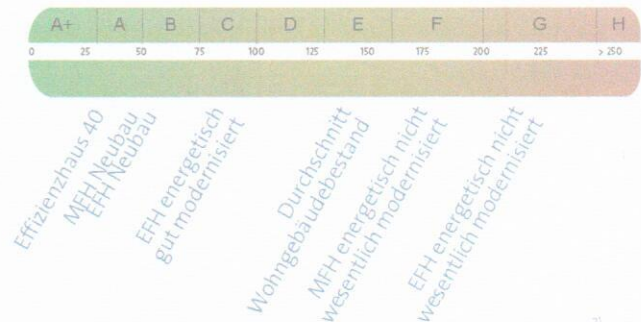 A+ A B C D E F G H
0 25 50 75 100 125 150 175 200 225 > 250
Effizienzhaus 40
MFH Neubau
EFH Neubau
EFH energetisch
gut modernisiert
Durchschnitt
Wohngebäudebestand
MFH energetisch nicht
wesentlich modernisiert
EFH energetisch nicht
wesentlich modernisiert